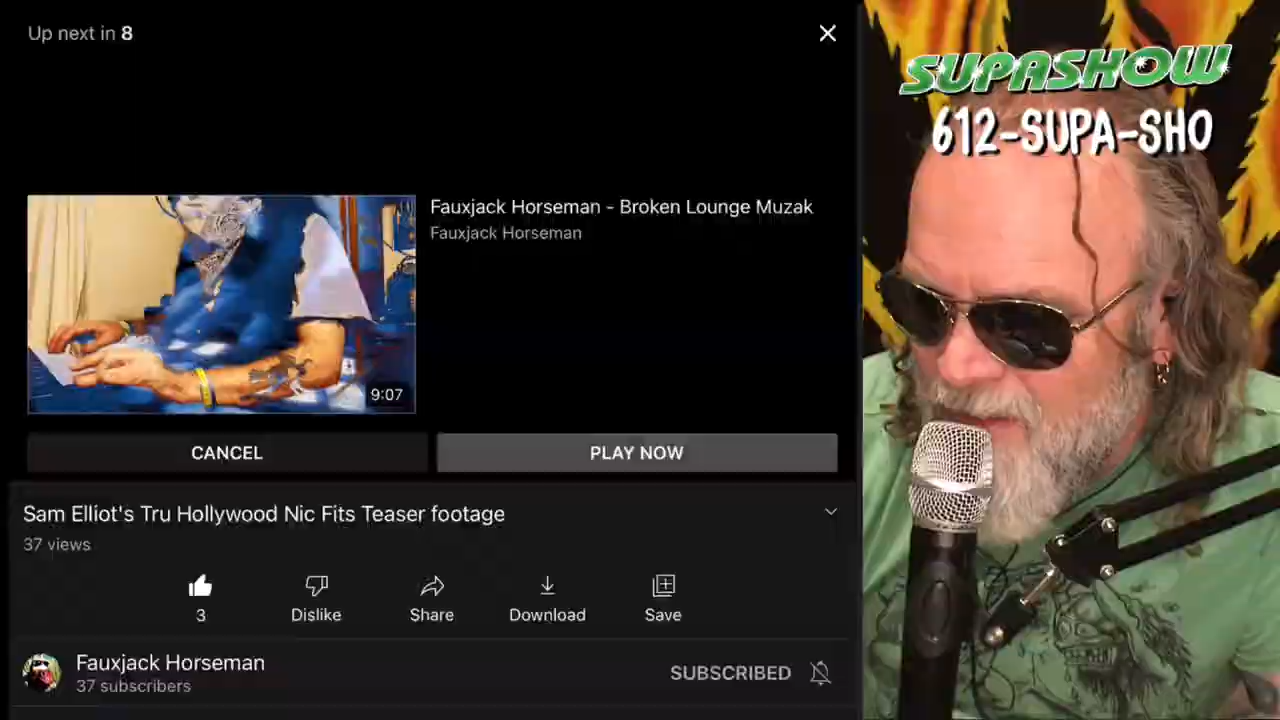 Up next in 8
Fauxjack Horseman - Broken Lounge Muzak
Fauxjack Horseman
9:07
CANCEL
PLAY NOW
Sam Elliot's Tru Hollywood Nic Fits Teaser footage
37 views
3
Dislike
Share
Download
Save
Fauxjack Horseman
37 subscribers
SUBSCRIBED
SUPASHOW
612-SUPA-SHO